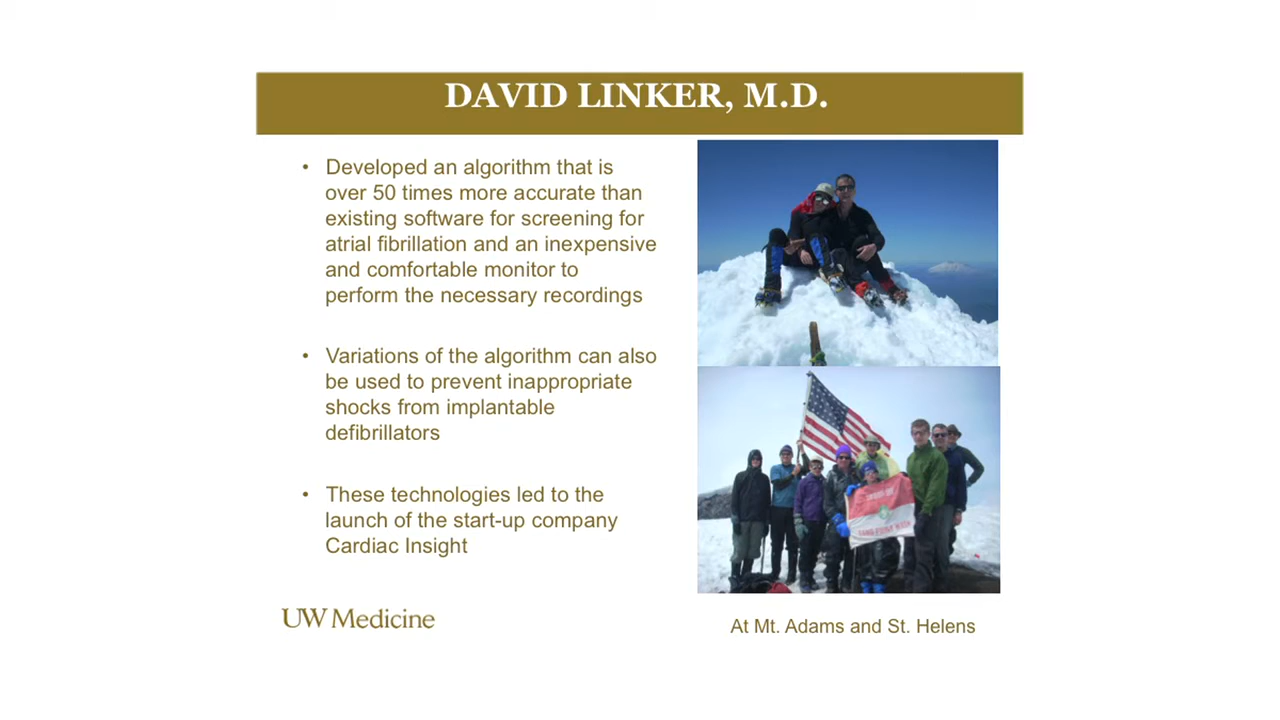 DAVID LINKER, M.D.
• Developed an algorithm that is
over 50 times more accurate than
existing software for screening for
atrial fibrillation and an inexpensive
and comfortable monitor to
perform the necessary recordings
• Variations of the algorithm can also
be used to prevent inappropriate
shocks from implantable
defibrillators
• These technologies led to the
launch of the start-up company
Cardiac Insight
UW Medicine
At Mt. Adams and St. Helens